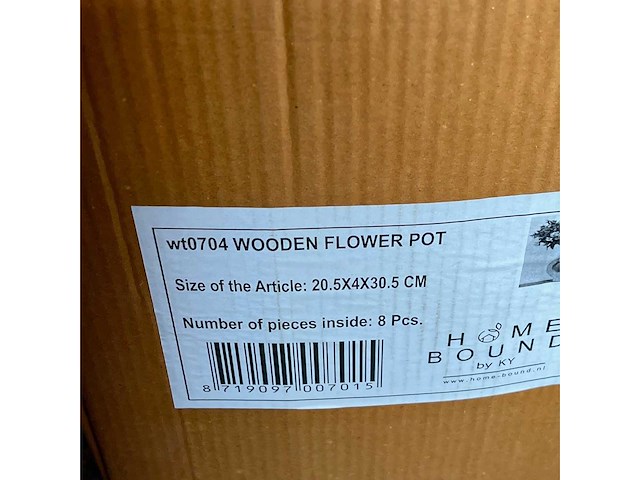 wt0704 WOODEN FLOWER POT
Size of the Article: 20.5X4X30.5 CM
Number of pieces inside: 8 Pcs.
HOME
BOUND
by KY
www.home-bound.nl
8 719097 007015